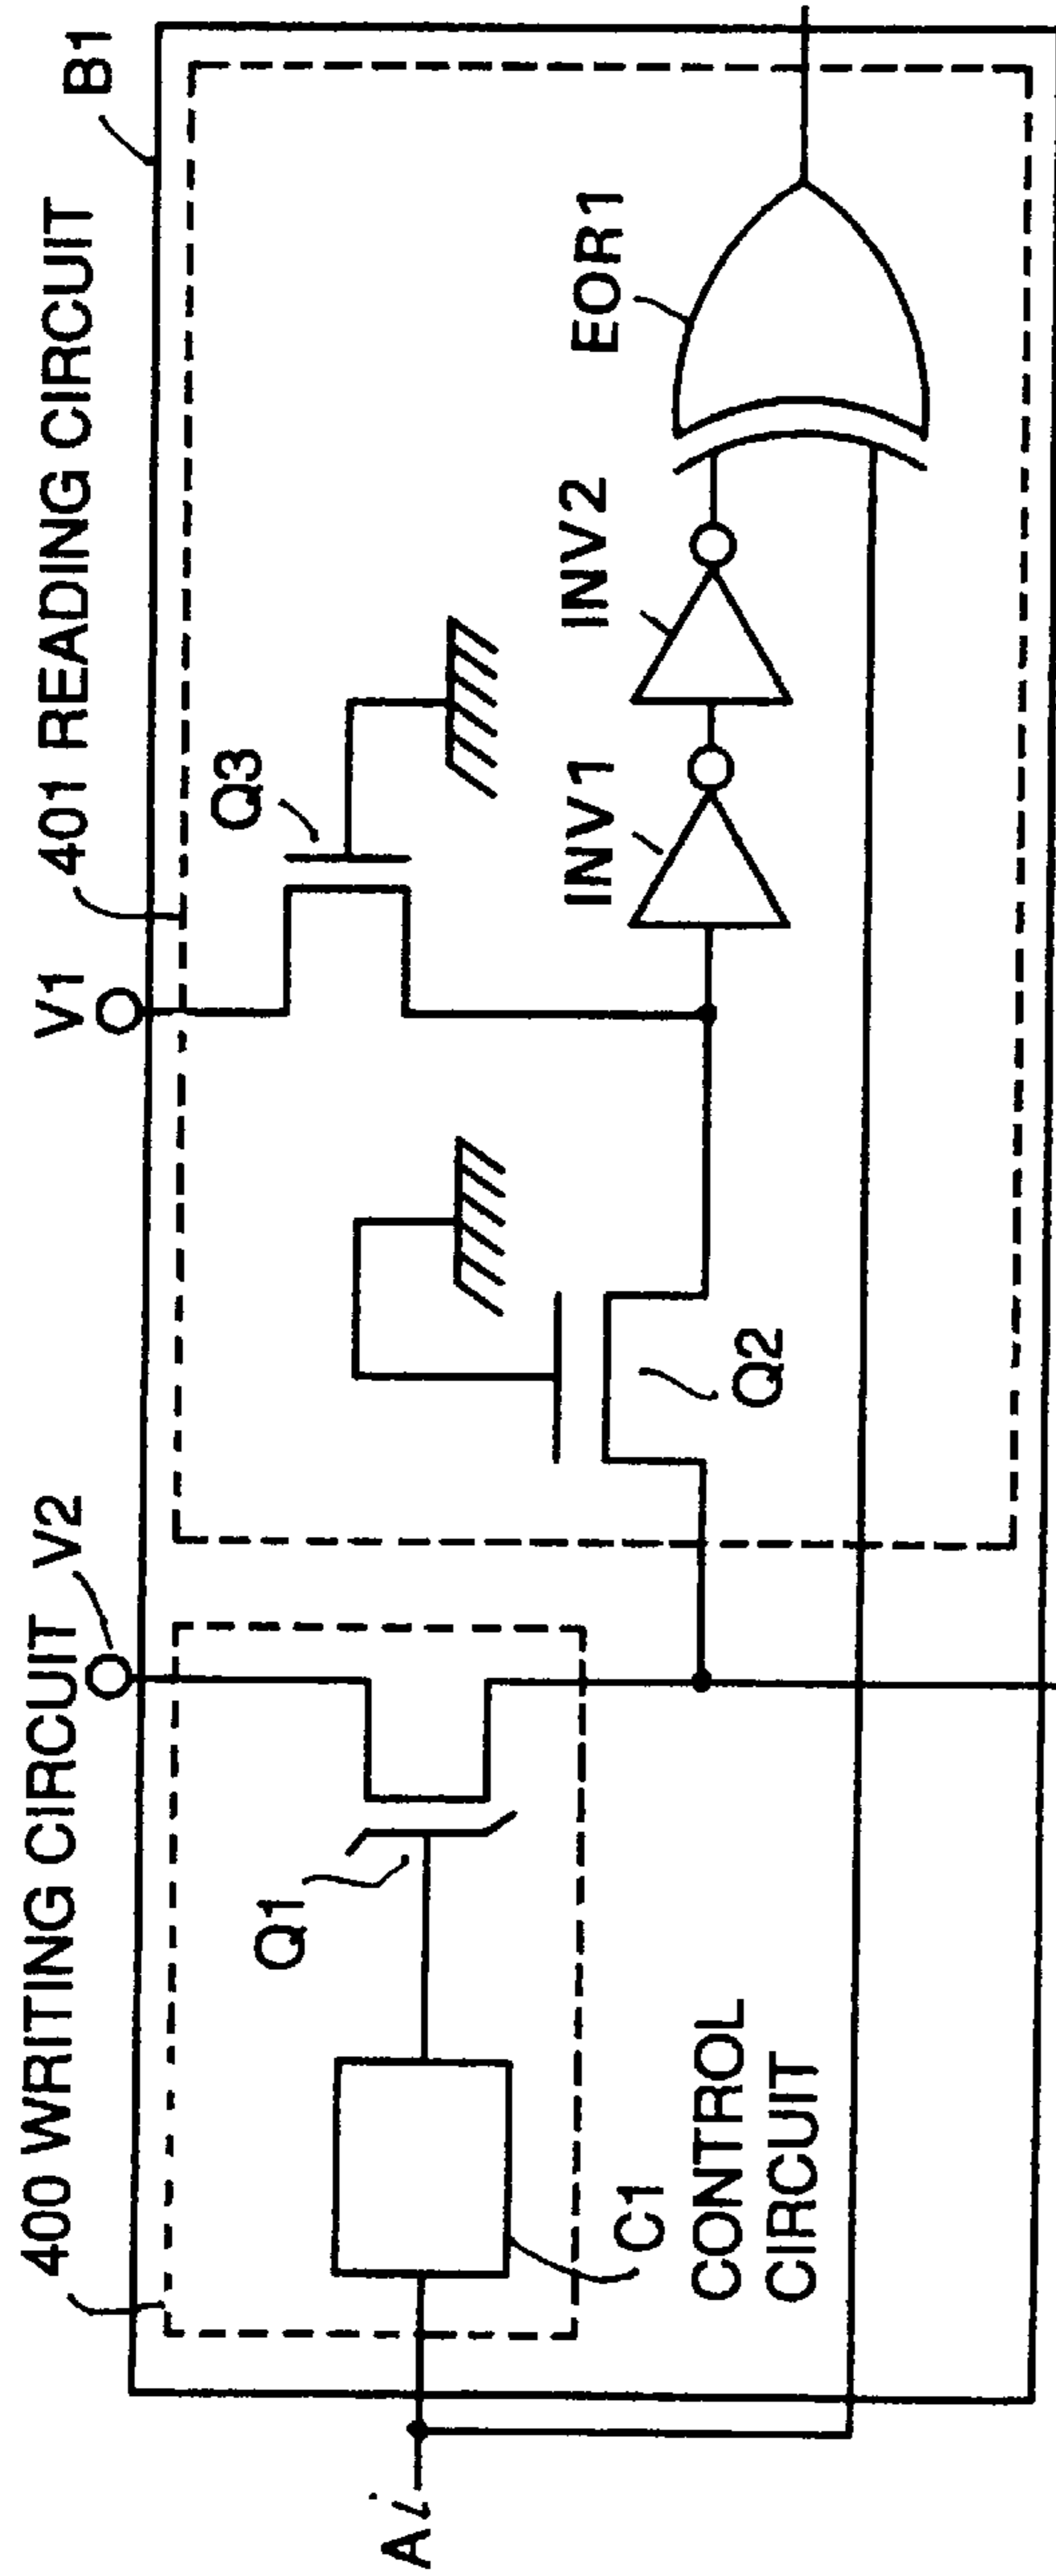 400 WRITING CIRCUIT
V2
V1
401 READING CIRCUIT
B1
Q1
Q3
Q2
INV1
INV2
EOR1
Ai
C1
CONTROL
CIRCUIT